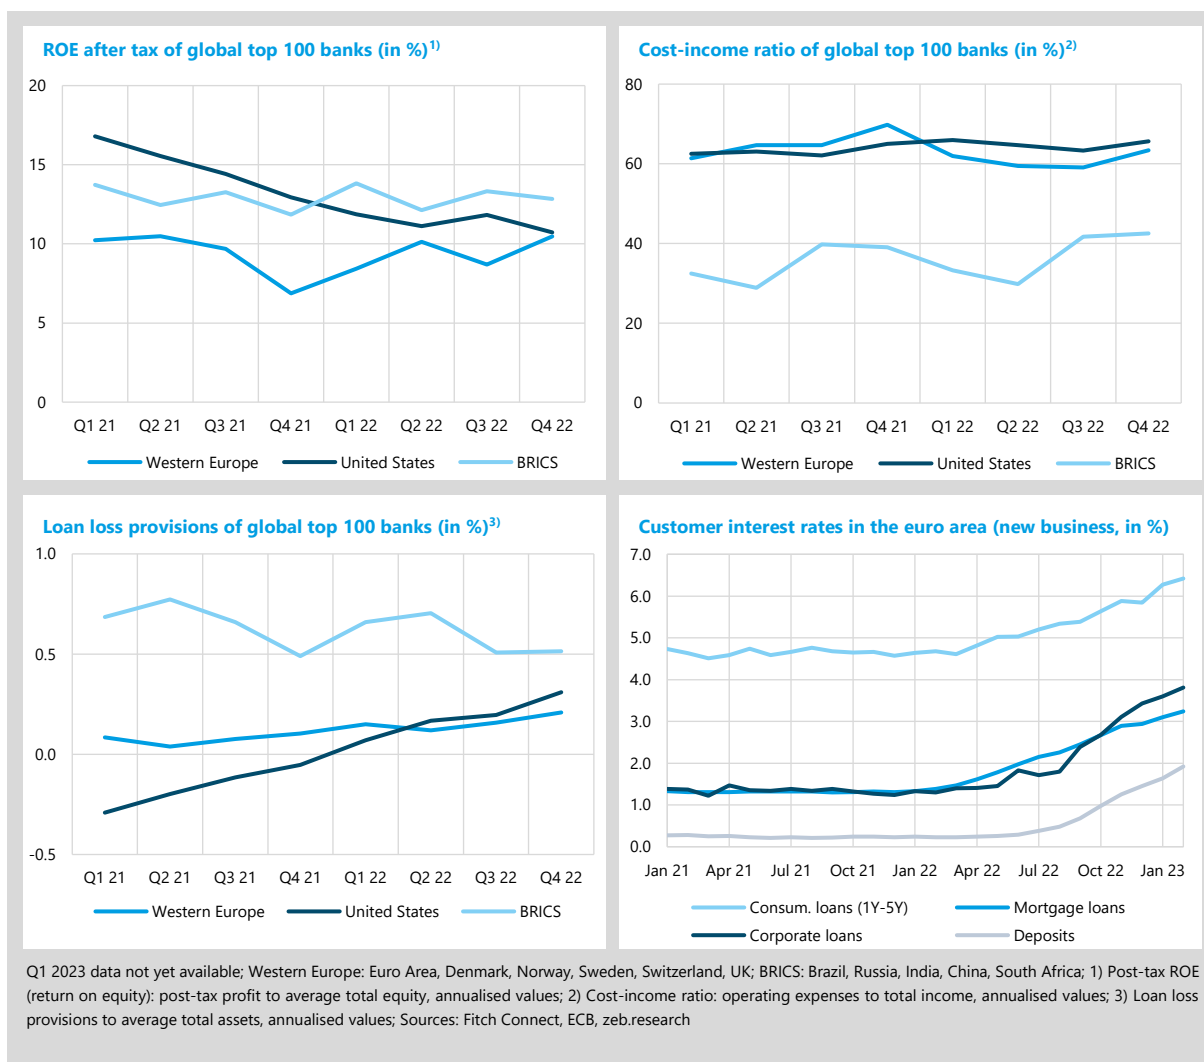 ROE after tax of global top 100 banks (in %)1)
20
15
10
5
0
Q1 21 Q2 21 Q3 21 Q4 21 Q1 22 Q2 22 Q3 22 Q4 22
Western Europe United States BRICS
Cost-income ratio of global top 100 banks (in %)2)
80
60
40
20
0
Q1 21 Q2 21 Q3 21 Q4 21 Q1 22 Q2 22 Q3 22 Q4 22
Western Europe United States BRICS
Loan loss provisions of global top 100 banks (in %)3)
1.0
0.5
0.0
-0.5
Q1 21 Q2 21 Q3 21 Q4 21 Q1 22 Q2 22 Q3 22 Q4 22
Western Europe United States BRICS
Customer interest rates in the euro area (new business, in %)
7.0
6.0
5.0
4.0
3.0
2.0
1.0
0.0
Jan 21 Apr 21 Jul 21 Oct 21 Jan 22 Apr 22 Jul 22 Oct 22 Jan 23
Consum. loans (1Y-5Y) Mortgage loans
Corporate loans Deposits
Q1 2023 data not yet available; Western Europe: Euro Area, Denmark, Norway, Sweden, Switzerland, UK; BRICS: Brazil, Russia, India, China, South Africa; 1) Post-tax ROE
(return on equity): post-tax profit to average total equity, annualised values; 2) Cost-income ratio: operating expenses to total income, annualised values; 3) Loan loss
provisions to average total assets, annualised values; Sources: Fitch Connect, ECB, zeb.research